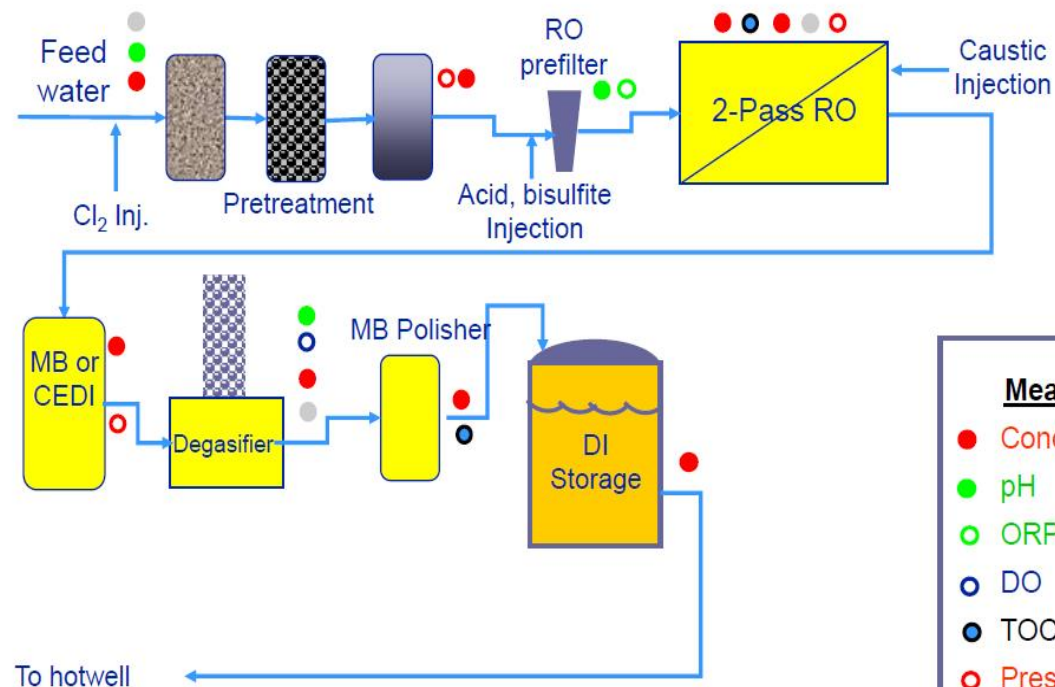 Feed
water
Cl₂ Inj.
Pretreatment
RO
prefilter
Acid, bisulfite
Injection
2-Pass RO
Caustic
Injection
MB or
CEDI
Degasifier
MB Polisher
DI
Storage
To hotwell
pH
DO
TOC